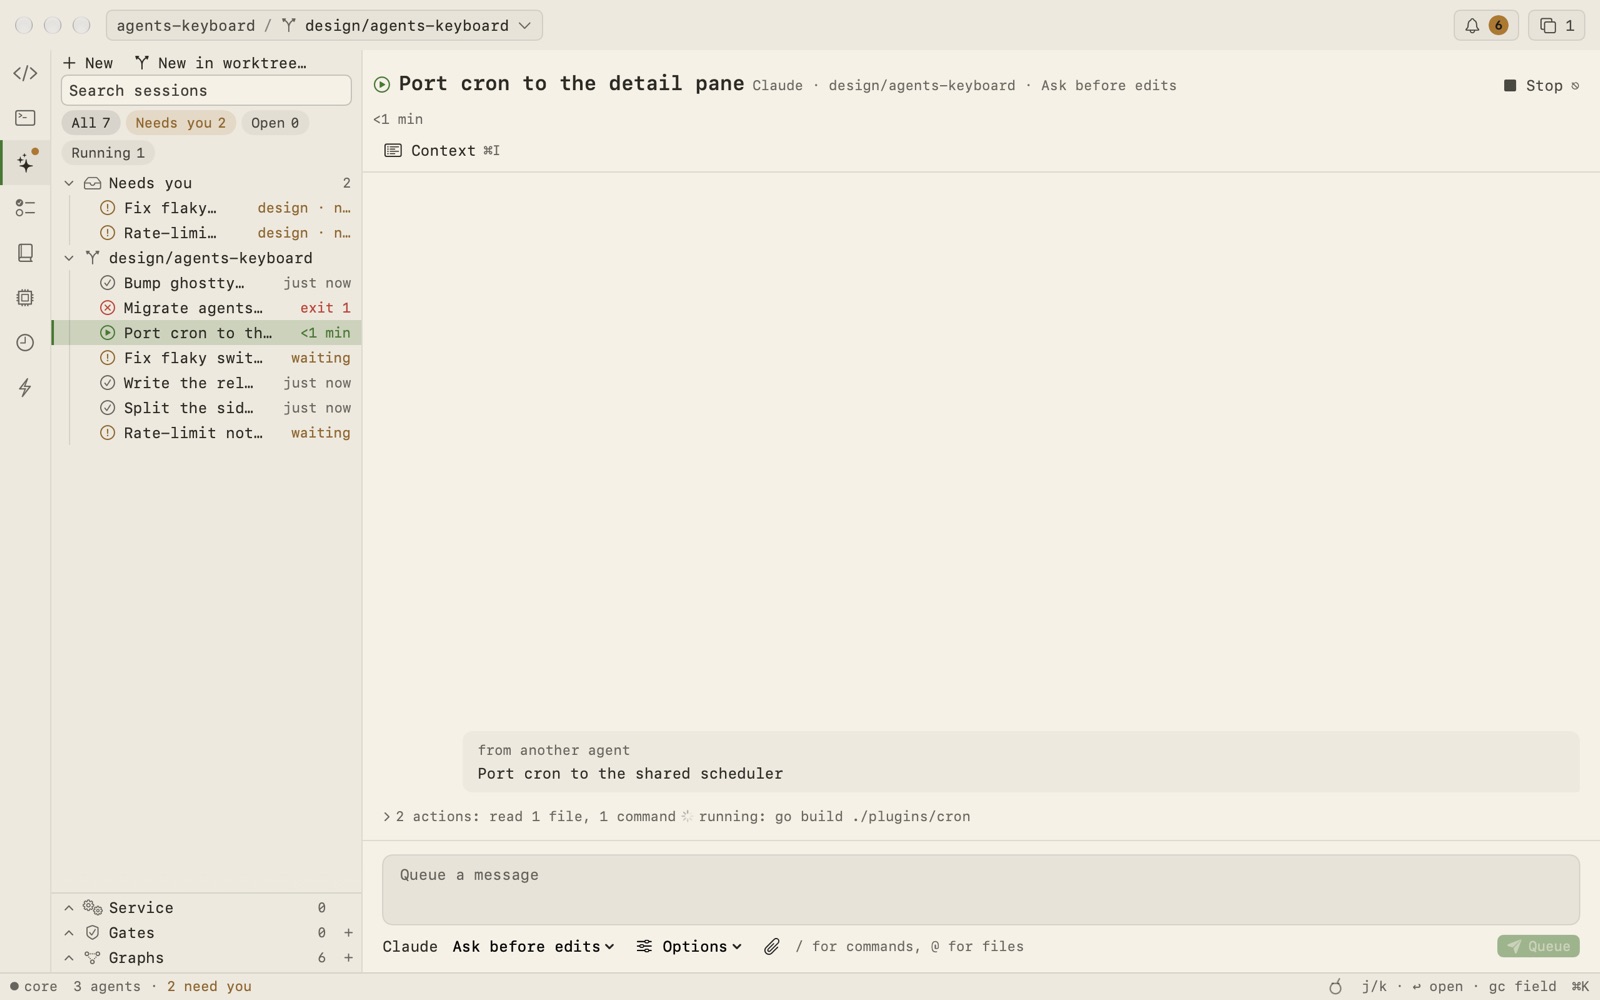 agents-keyboard / design/agents-keyboard
6
1
New New in worktree…
Search sessions
All 7 Needs you 2 Open 0
Running 1
Needs you 2
Fix flaky… design · n…
Rate-limi… design · n…
design/agents-keyboard
Bump ghostty… just now
Migrate agents… exit 1
Port cron to th… <1 min
Fix flaky swit… waiting
Write the rel… just now
Split the sid… just now
Rate-limit not… waiting
Service 0
Gates 0 +
Graphs 6 +
Port cron to the detail pane Claude · design/agents-keyboard · Ask before edits
Stop
<1 min
Context ⌘I
from another agent
Port cron to the shared scheduler
2 actions: read 1 file, 1 command running: go build ./plugins/cron
Queue a message
Claude Ask before edits Options / for commands, @ for files
Queue
core 3 agents · 2 need you
j/k · ↩ open · gc field ⌘K